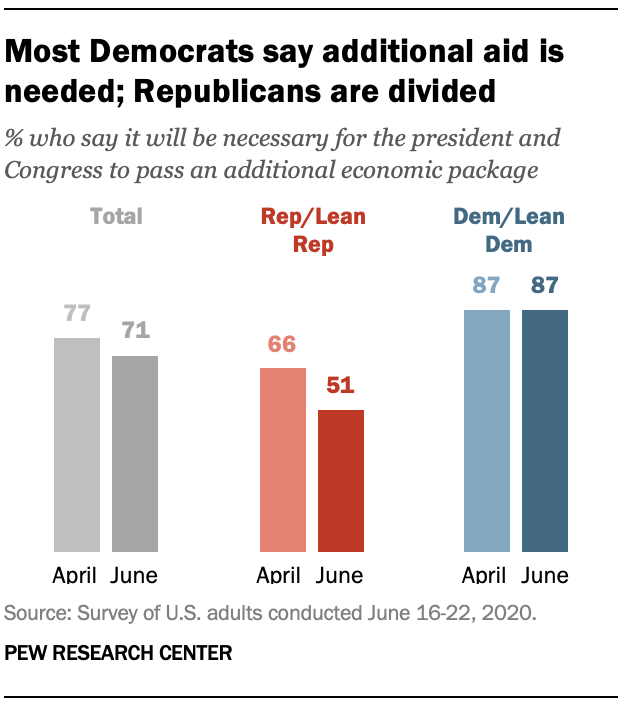 Most Democrats say additional aid is
needed; Republicans are divided
% who say it will be necessary for the president and
Congress to pass an additional economic package
Total
Rep/Lean
Rep
Dem/Lean
Dem
77
71
66
51
87
87
April June
April June
April June
Source: Survey of U.S. adults conducted June 16-22, 2020.
PEW RESEARCH CENTER